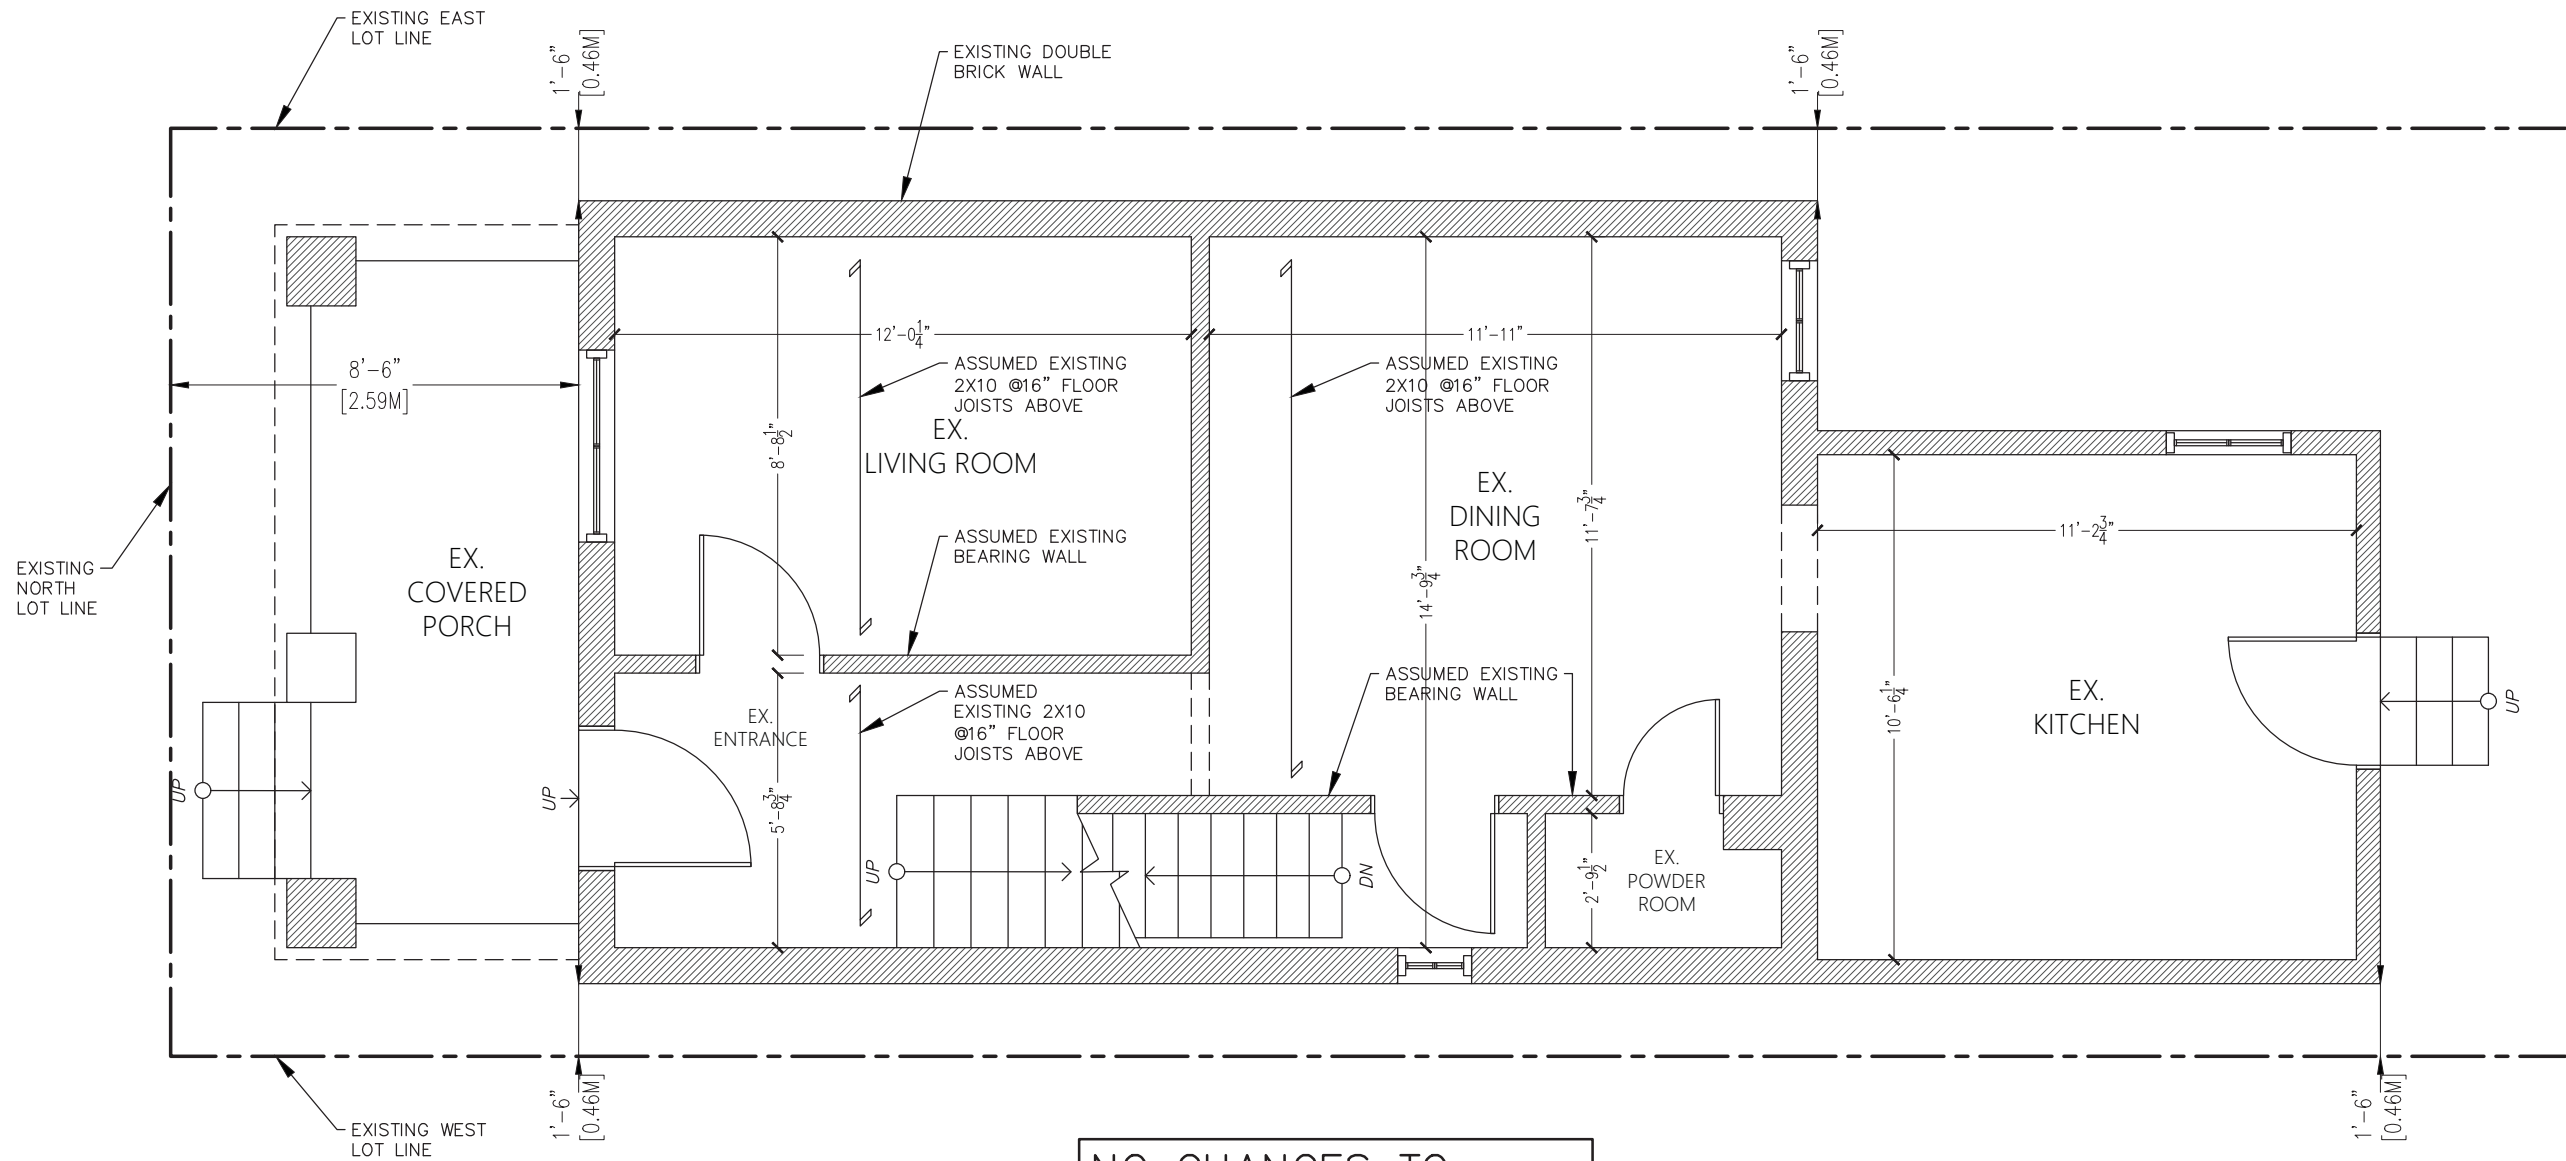 EXISTING EAST
LOT LINE
1'-6"
[0.46M]
EXISTING DOUBLE
BRICK WALL
1'-6"
[0.46M]
12'-0 1/4"
11'-11"
ASSUMED EXISTING
2X10 @16" FLOOR
JOISTS ABOVE
ASSUMED EXISTING
2X10 @16" FLOOR
JOISTS ABOVE
8'-6"
[2.59M]
8'-8 1/2"
EX.
LIVING ROOM
EX.
DINING
ROOM
11'-7 3/4"
14'-9 3/4"
11'-2 3/4"
ASSUMED EXISTING
BEARING WALL
EX.
COVERED
PORCH
EXISTING
NORTH
LOT LINE
ASSUMED EXISTING
BEARING WALL
ASSUMED
EXISTING 2X10
@16" FLOOR
JOISTS ABOVE
EX.
ENTRANCE
10'-6 1/4"
EX.
KITCHEN
UP
UP
UP
5'-8 3/4"
UP
DN
2'-9 1/2"
EX.
POWDER
ROOM
1'-6"
[0.46M]
1'-6"
[0.46M]
EXISTING WEST
LOT LINE
NO CHANGES TO